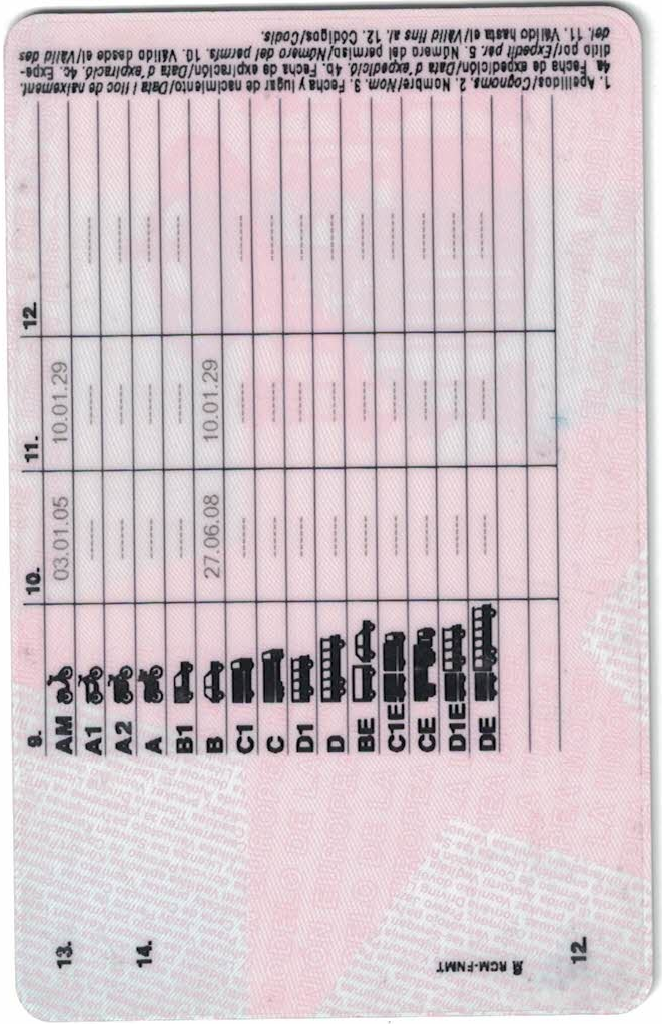 9. 10. 11. 12.
AM 03.01.05 10.01.29
A1 -------- -------- --------
A2 -------- -------- --------
A -------- -------- --------
B1 -------- -------- --------
B 27.06.08 10.01.29
C1 -------- -------- --------
C -------- -------- --------
D1 -------- -------- --------
D -------- -------- --------
BE -------- -------- --------
C1E -------- -------- --------
CE -------- -------- --------
D1E -------- -------- --------
DE -------- -------- --------
13.
14.
12.
RCM-FNMT
1. Apellidos/Cognoms. 2. Nombre/Nom. 3. Fecha y lugar de nacimiento/Data i lloc de naixement.
4a Fecha de expedición/Data d'expedició. 4b. Fecha de expiración/Data d'expiració. 4c. Expe-
dido por/Expedit per. 5. Número del permiso/Número del permís. 10. Válido desde el/Vàlid des
del. 11. Válido hasta el/Vàlid fins al. 12. Códigos/Codis.